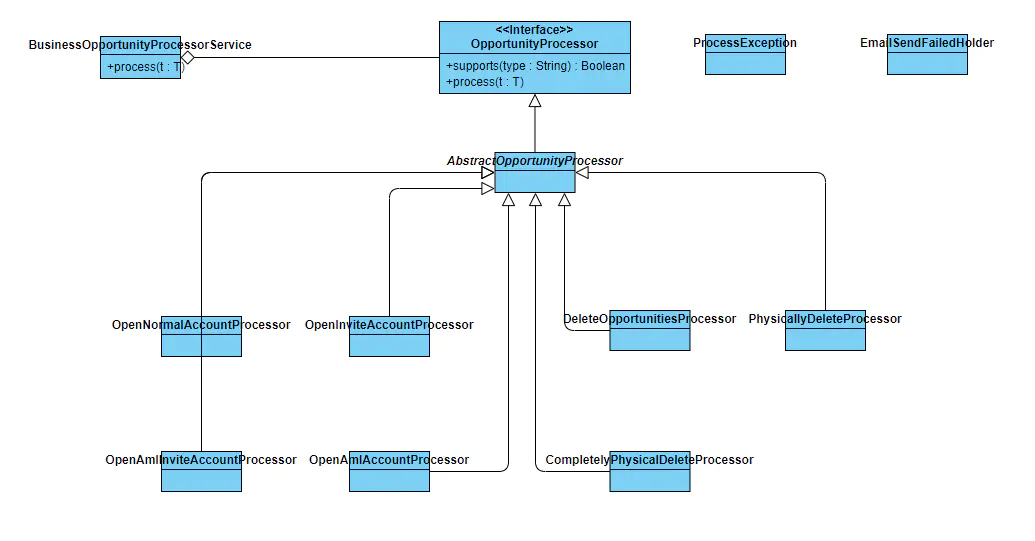 <<Interface>>
BusinessOpportunityProcessorService
OpportunityProcessor
ProcessException
EmailSendFailedHolder
+process(t : T)
+supports(type : String) : Boolean
+process(t : T)
AbstractOpportunityProcessor
OpenNormalAccountProcessor
OpenInviteAccountProcessor
DeleteOpportunitiesProcessor
PhysicallyDeleteProcessor
OpenAmlInviteAccountProcessor
OpenAmlAccountProcessor
CompletelyPhysicalDeleteProcessor